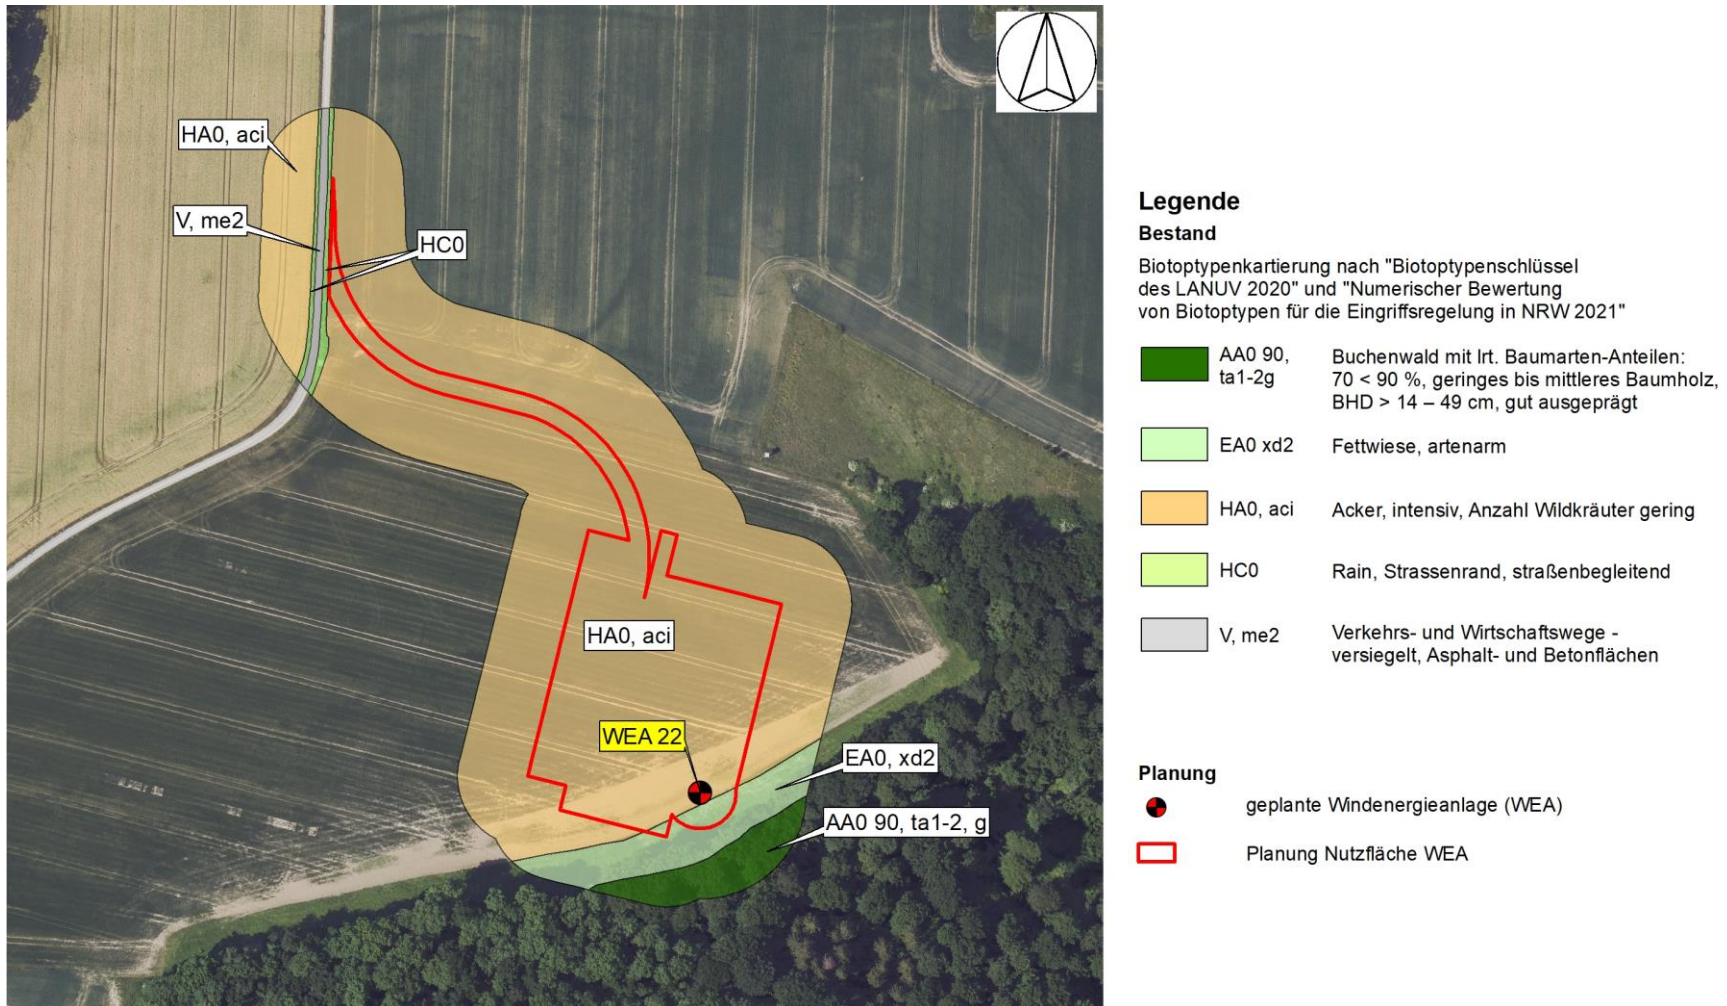 HA0, aci
V, me2
HC0
HA0, aci
WEA 22
EA0, xd2
AA0 90, ta1-2, g
Legende
Bestand
Biotoptypenkartierung nach "Biotoptypenschlüssel
des LANUV 2020" und "Numerischer Bewertung
von Biotoptypen für die Eingriffsregelung in NRW 2021"
AA0 90,
ta1-2g
Buchenwald mit lrt. Baumarten-Anteilen:
70 < 90 %, geringes bis mittleres Baumholz,
BHD > 14 – 49 cm, gut ausgeprägt
EA0 xd2
Fettwiese, artenarm
HA0, aci
Acker, intensiv, Anzahl Wildkräuter gering
HC0
Rain, Strassenrand, straßenbegleitend
V, me2
Verkehrs- und Wirtschaftswege -
versiegelt, Asphalt- und Betonflächen
Planung
geplante Windenergieanlage (WEA)
Planung Nutzfläche WEA